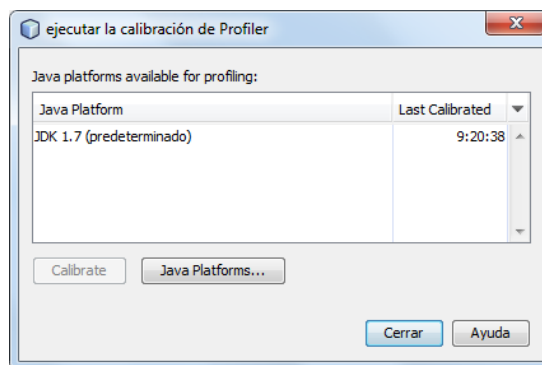 ejecutar la calibración de Profiler
Java platforms available for profiling:
Java Platform Last Calibrated
JDK 1.7 (predeterminado) 9:20:38
Calibrate Java Platforms...
Cerrar Ayuda